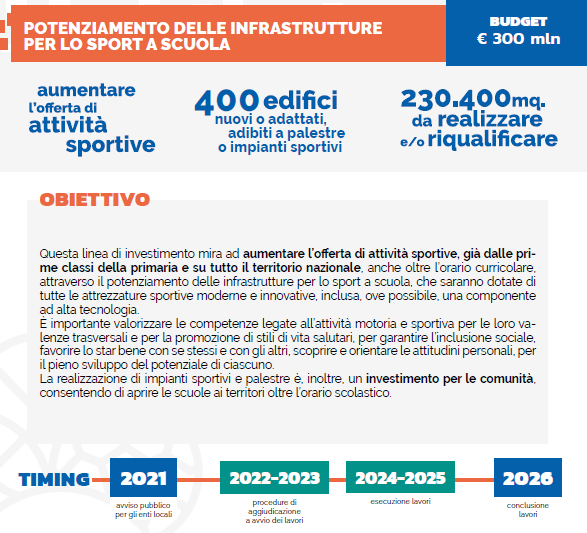 POTENZIAMENTO DELLE INFRASTRUTTURE
PER LO SPORT A SCUOLA
BUDGET
€ 300 mln
aumentare
l'offerta di
attività
sportive
400 edifici
nuovi o adattati,
adibiti a palestre
o impianti sportivi
230.400mq.
da realizzare
e/o riqualificare
OBIETTIVO
Questa linea di investimento mira ad aumentare l'offerta di attività sportive, già dalle pri-
me classi della primaria e su tutto il territorio nazionale, anche oltre l'orario curricolare,
attraverso il potenziamento delle infrastrutture per lo sport a scuola, che saranno dotate di
tutte le attrezzature sportive moderne e innovative, inclusa, ove possibile, una componente
ad alta tecnologia.
È importante valorizzare le competenze legate all'attività motoria e sportiva per le loro va-
lenze trasversali e per la promozione di stili di vita salutari, per garantire l'inclusione sociale,
favorire lo star bene con se stessi e con gli altri, scoprire e orientare le attitudini personali, per
il pieno sviluppo del potenziale di ciascuno.
La realizzazione di impianti sportivi e palestre è, inoltre, un investimento per le comunità,
consentendo di aprire le scuole ai territori oltre l'orario scolastico.
TIMING
2021
avviso pubblico
per gli enti locali
2022-2023
procedure di
aggiudicazione
a avvio dei lavori
2024-2025
esecuzione lavori
2026
conclusione
lavori